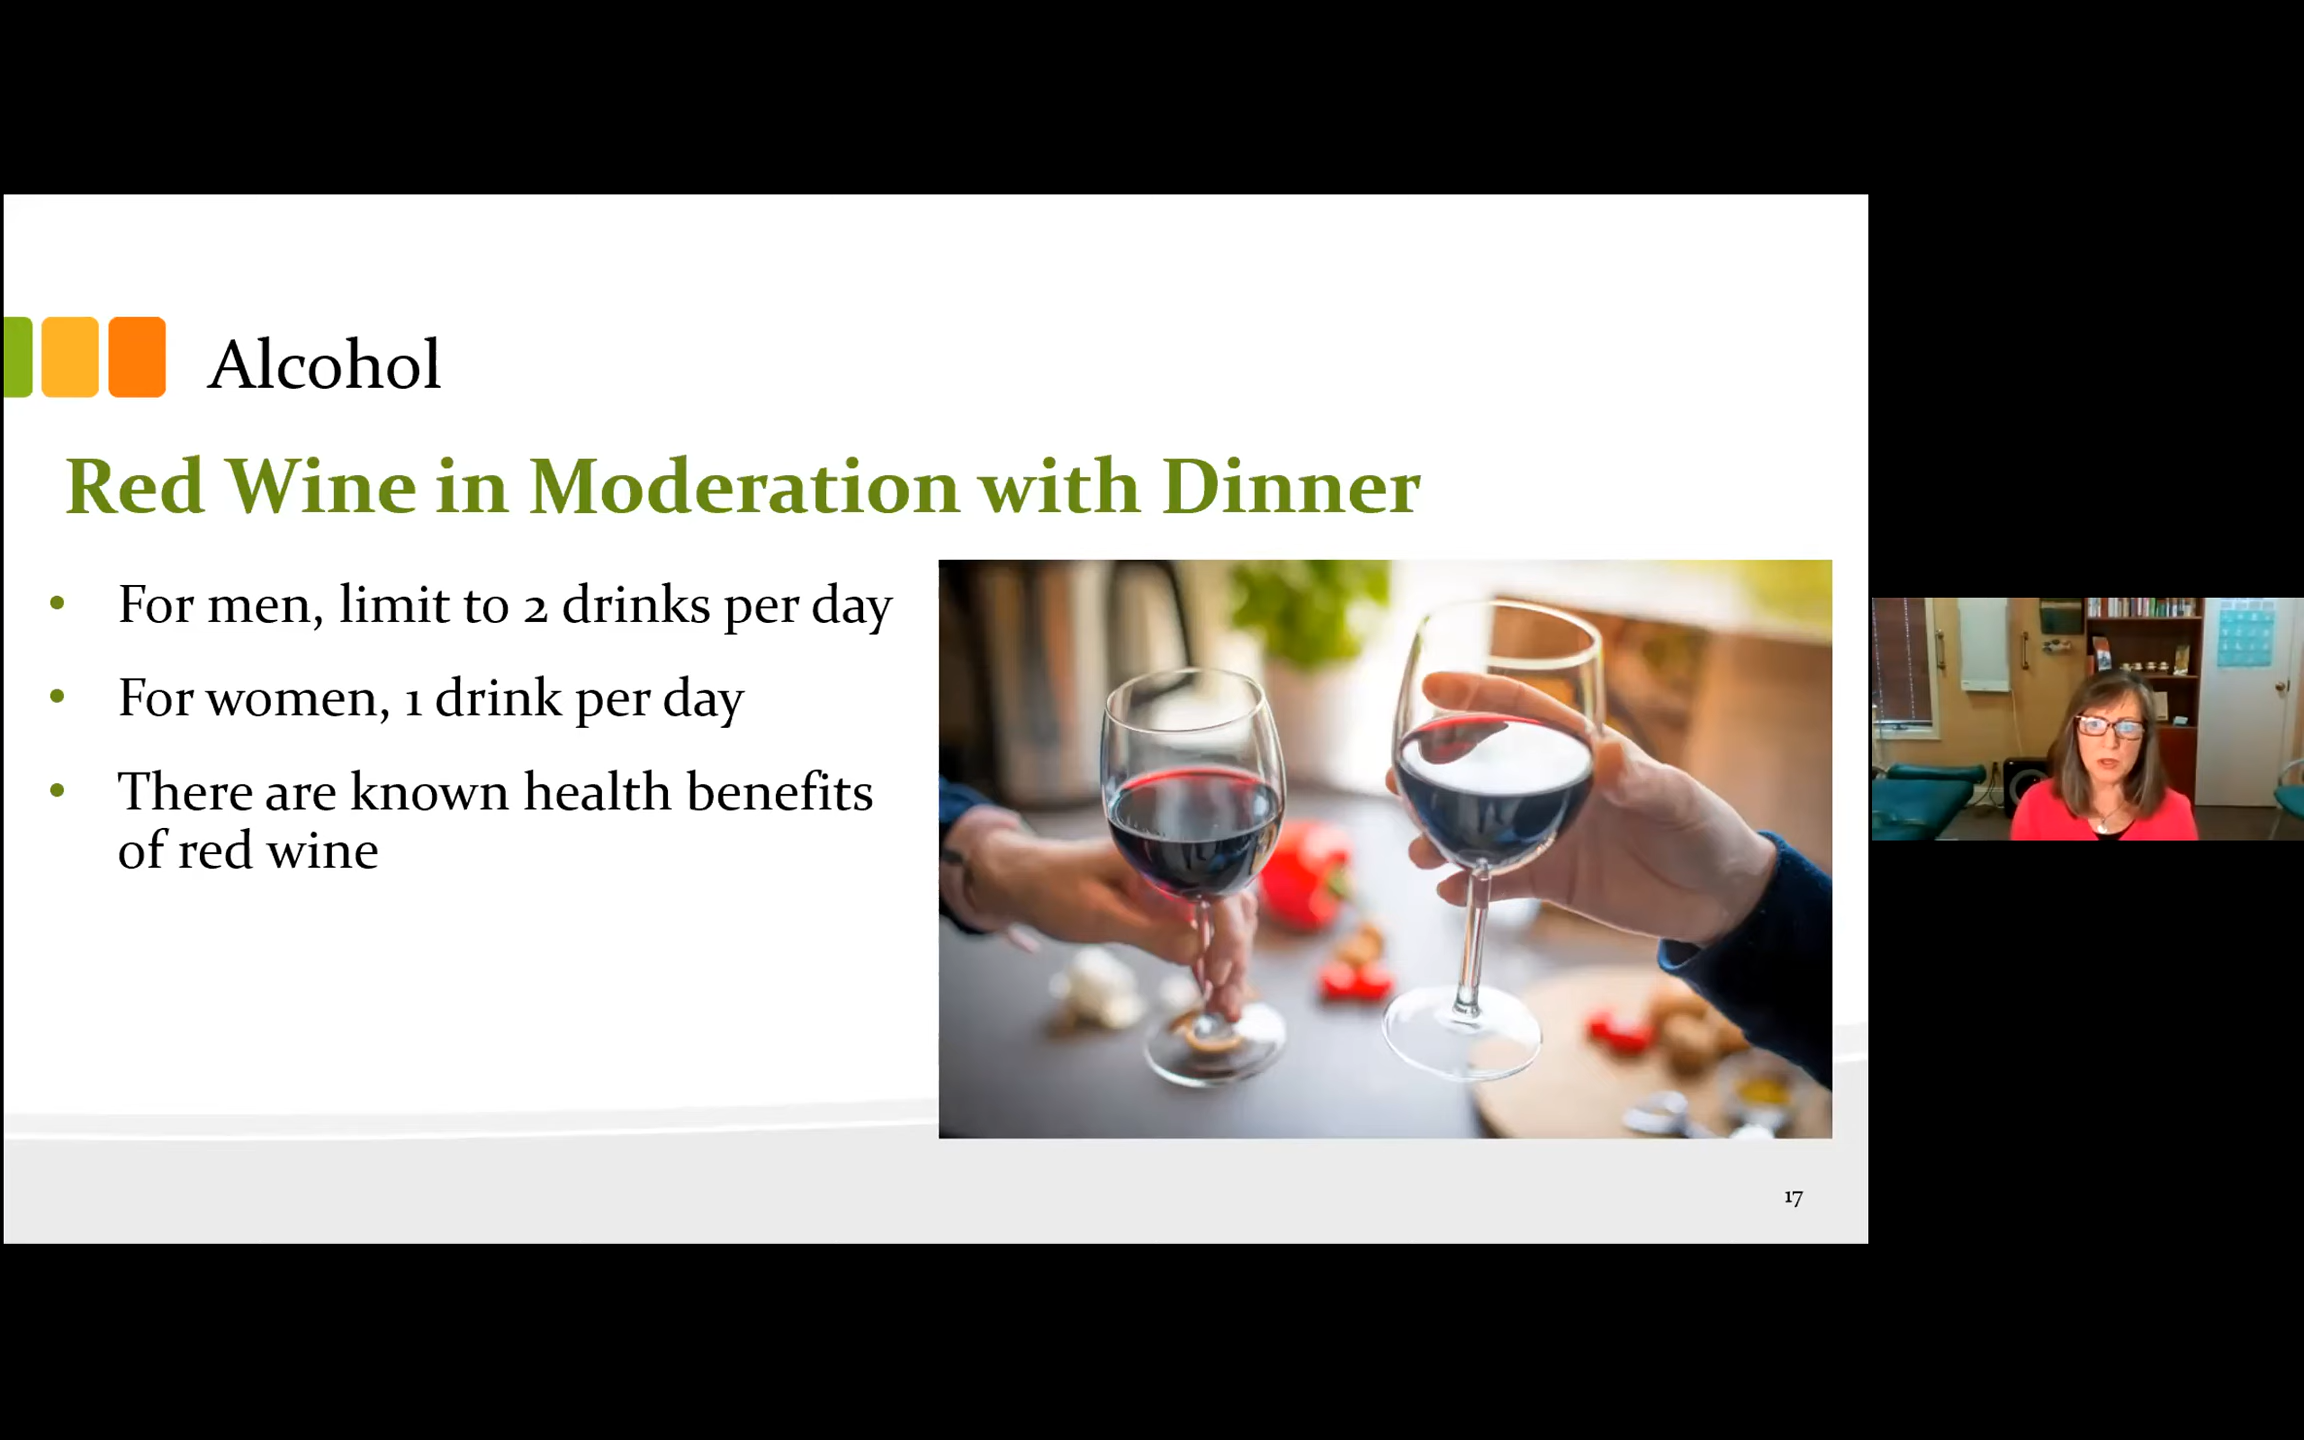 Alcohol
Red Wine in Moderation with Dinner
• For men, limit to 2 drinks per day
• For women, 1 drink per day
• There are known health benefits
of red wine
17